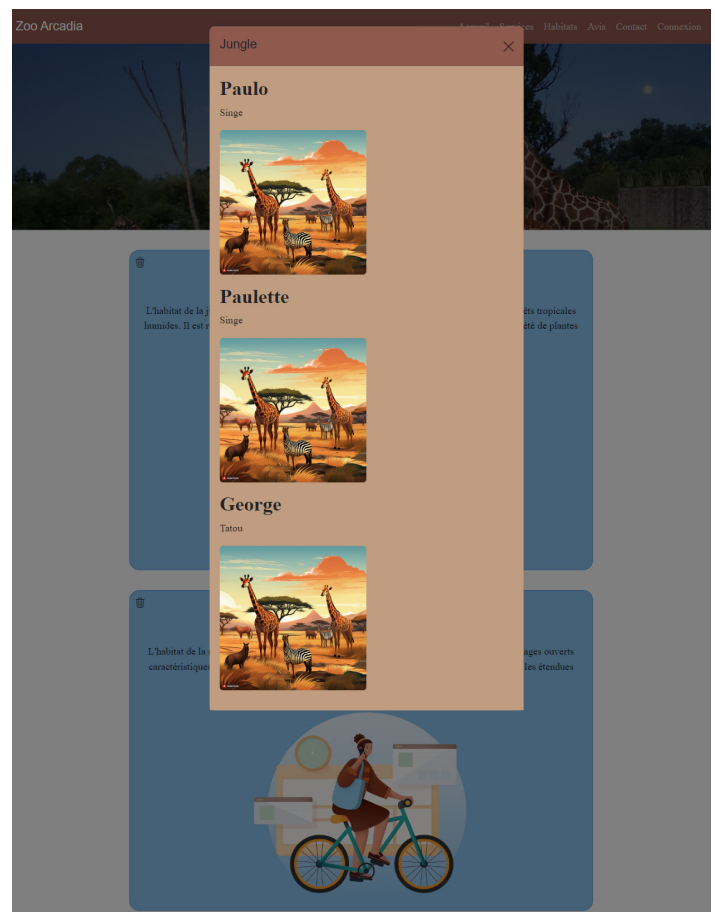 Zoo Arcadia
Accueil Services Habitats Avis Contact Connexion
Jungle
Paulo
Singe
Paulette
Singe
George
Tatou
L'habitat de la j
êts tropicales
humides. Il est r
été de plantes
L'habitat de la
ages ouverts
caractéristiques
les étendues